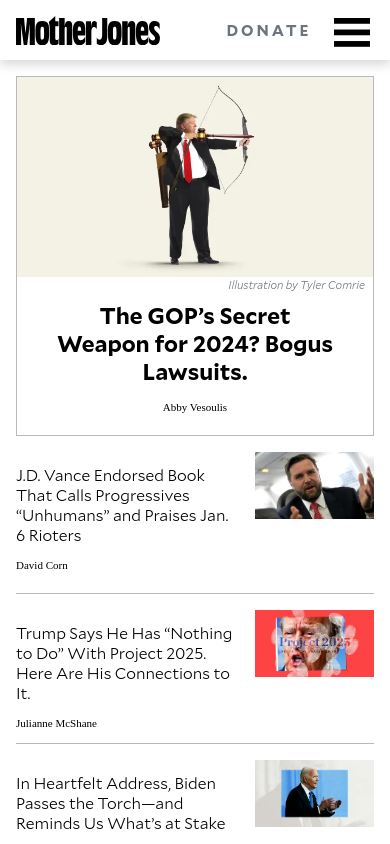 Mother Jones
DONATE
Illustration by Tyler Comrie
The GOP’s Secret
Weapon for 2024? Bogus
Lawsuits.
Abby Vesoulis
J.D. Vance Endorsed Book
That Calls Progressives
“Unhumans” and Praises Jan.
6 Rioters
David Corn
Trump Says He Has “Nothing
to Do” With Project 2025.
Here Are His Connections to
It.
Julianne McShane
Project 2025
In Heartfelt Address, Biden
Passes the Torch—and
Reminds Us What’s at Stake